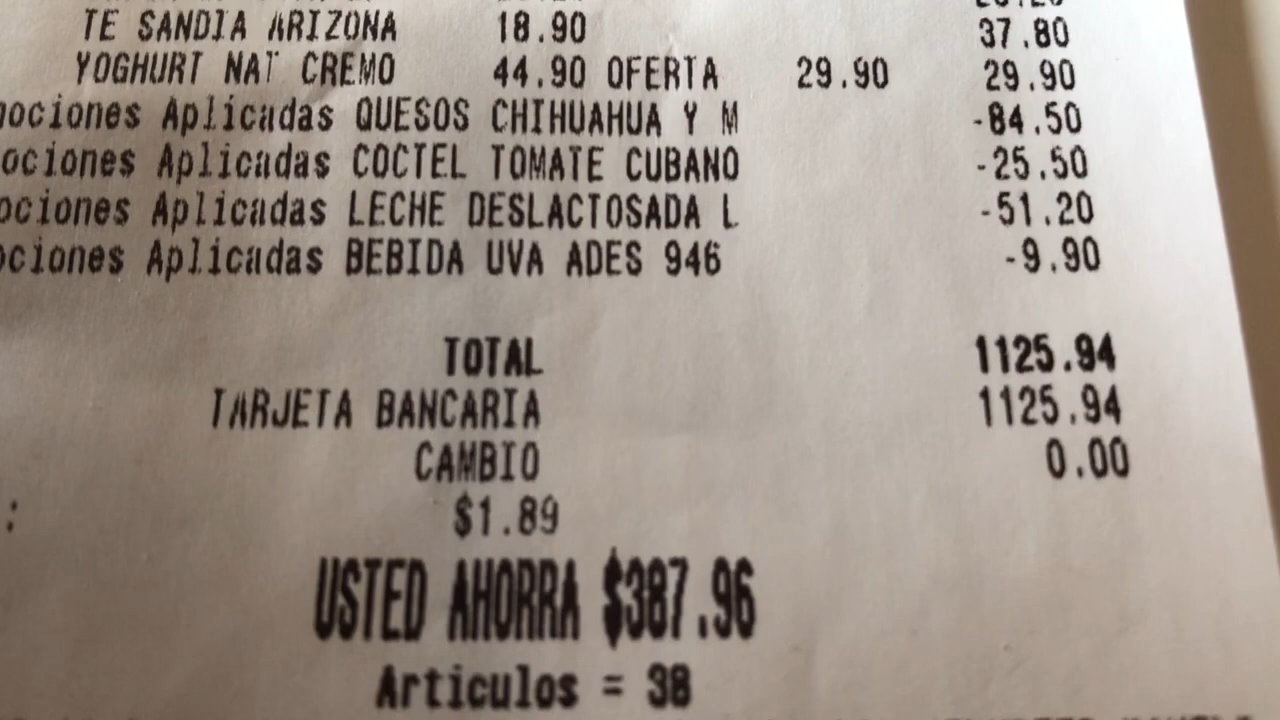 TE SANDIA ARIZONA 18.90 37.80
YOGHURT NAT CREMO 44.90 OFERTA 29.90 29.90
mociones Aplicadas QUESOS CHIHUAHUA Y M -84.50
ociones Aplicadas COCTEL TOMATE CUBANO -25.50
ociones Aplicadas LECHE DESLACTOSADA L -51.20
ociones Aplicadas BEBIDA UVA ADES 946 -9.90
TOTAL 1125.94
TARJETA BANCARIA 1125.94
CAMBIO 0.00
: $1.89
USTED AHORRA $387.96
Articulos = 38